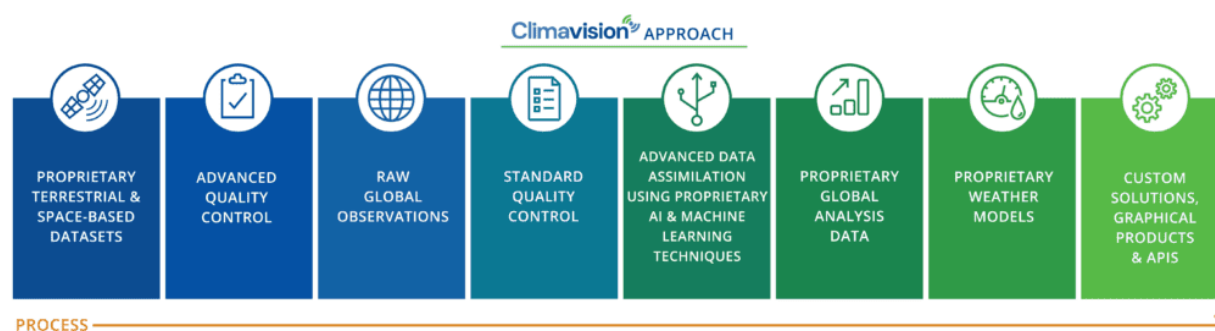 Climavision APPROACH
PROPRIETARY
TERRESTRIAL &
SPACE-BASED
DATASETS
ADVANCED
QUALITY
CONTROL
RAW
GLOBAL
OBSERVATIONS
STANDARD
QUALITY
CONTROL
ADVANCED DATA
ASSIMILATION
USING PROPRIETARY
AI & MACHINE
LEARNING
TECHNIQUES
PROPRIETARY
GLOBAL
ANALYSIS
DATA
PROPRIETARY
WEATHER
MODELS
CUSTOM
SOLUTIONS,
GRAPHICAL
PRODUCTS
& APIS
PROCESS